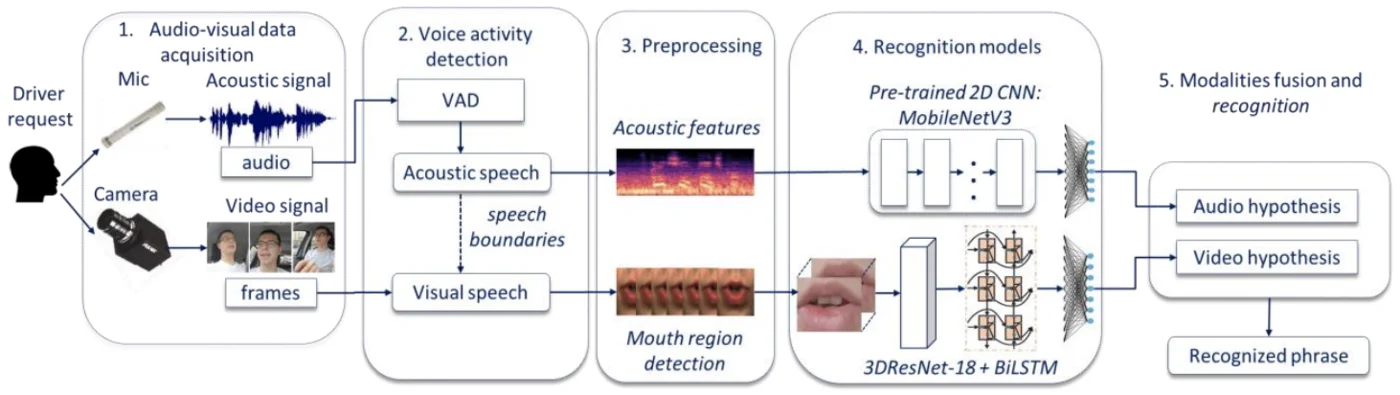 Driver
request
1. Audio-visual data
acquisition
Mic
Acoustic signal
audio
Camera
Video signal
frames
2. Voice activity
detection
VAD
Acoustic speech
speech
boundaries
Visual speech
3. Preprocessing
Acoustic features
Mouth region
detection
4. Recognition models
Pre-trained 2D CNN:
MobileNetV3
3DResNet-18 + BiLSTM
5. Modalities fusion and
recognition
Audio hypothesis
Video hypothesis
Recognized phrase